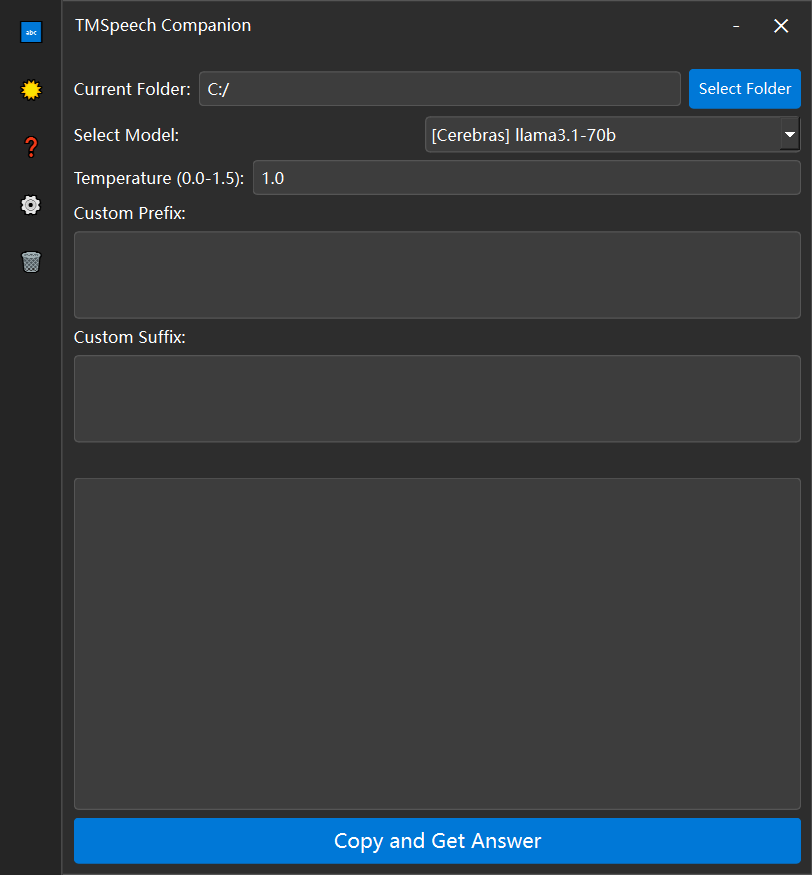 abc
TMSpeech Companion
Current Folder: C:/ Select Folder
Select Model: [Cerebras] llama3.1-70b
Temperature (0.0-1.5): 1.0
Custom Prefix:
Custom Suffix:
Copy and Get Answer